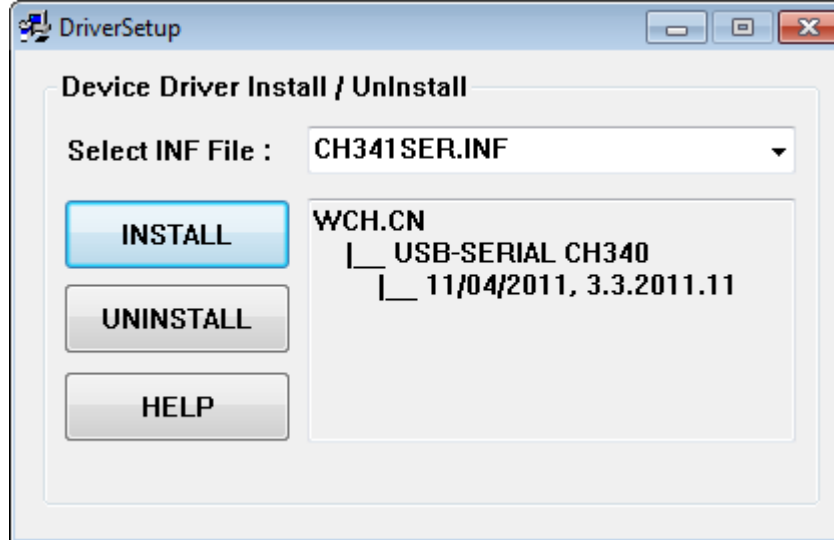 DriverSetup
Device Driver Install / UnInstall
Select INF File : CH341SER.INF
INSTALL
UNINSTALL
HELP
WCH.CN
|__ USB-SERIAL CH340
|__ 11/04/2011, 3.3.2011.11